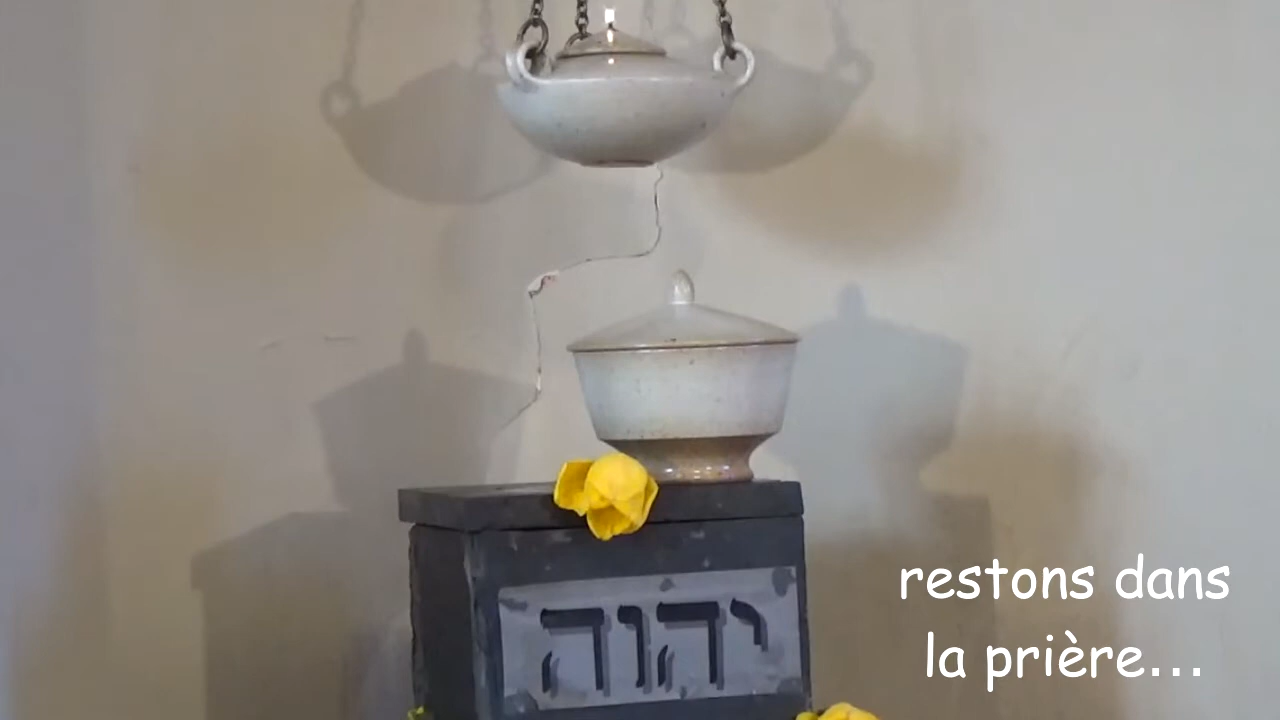 יהוה
restons dans
la prière...